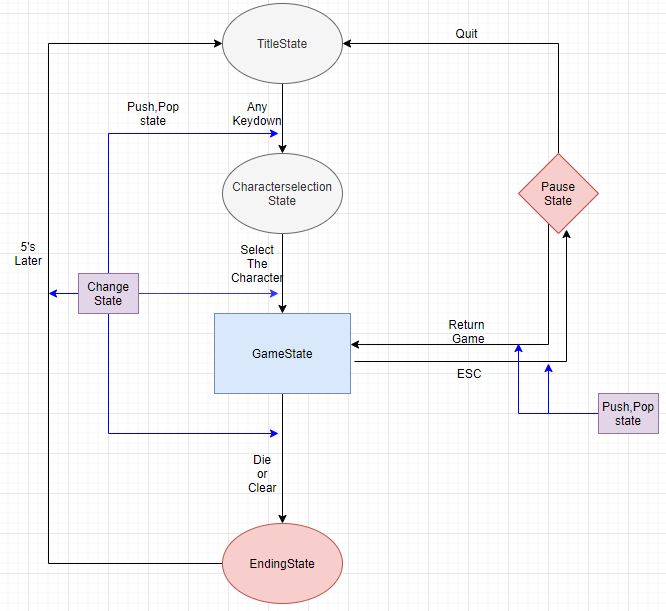 Quit
TitleState
Push,Pop
state
Any
Keydown
Characterselection
State
Pause
State
5's
Later
Select
The
Character
Change
State
Return
Game
GameState
ESC
Push,Pop
state
Die
or
Clear
EndingState